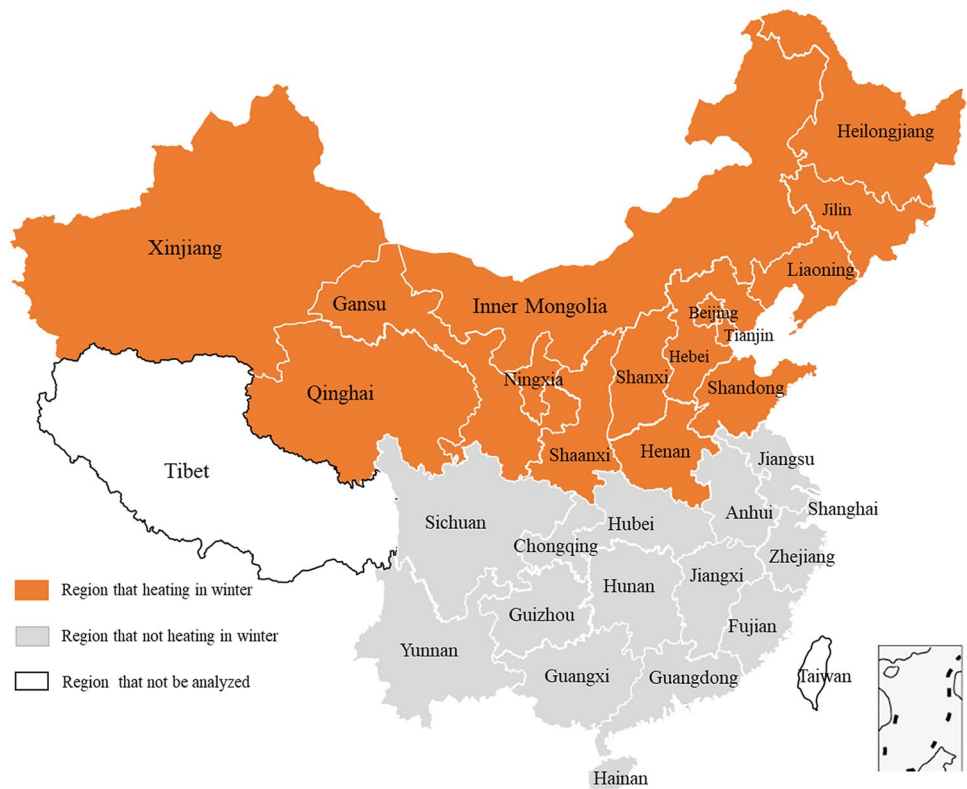 Heilongjiang
Jilin
Xinjiang
Liaoning
Gansu
Inner Mongolia
Beijing
Tianjin
Hebei
Ningxia
Shanxi
Shandong
Qinghai
Shaanxi
Henan
Tibet
Jiangsu
Sichuan
Hubei
Anhui
Shanghai
Chongqing
Zhejiang
Jiangxi
Hunan
Guizhou
Fujian
Yunnan
Guangxi
Guangdong
Taiwan
Hainan
Region that heating in winter
Region that not heating in winter
Region that not be analyzed